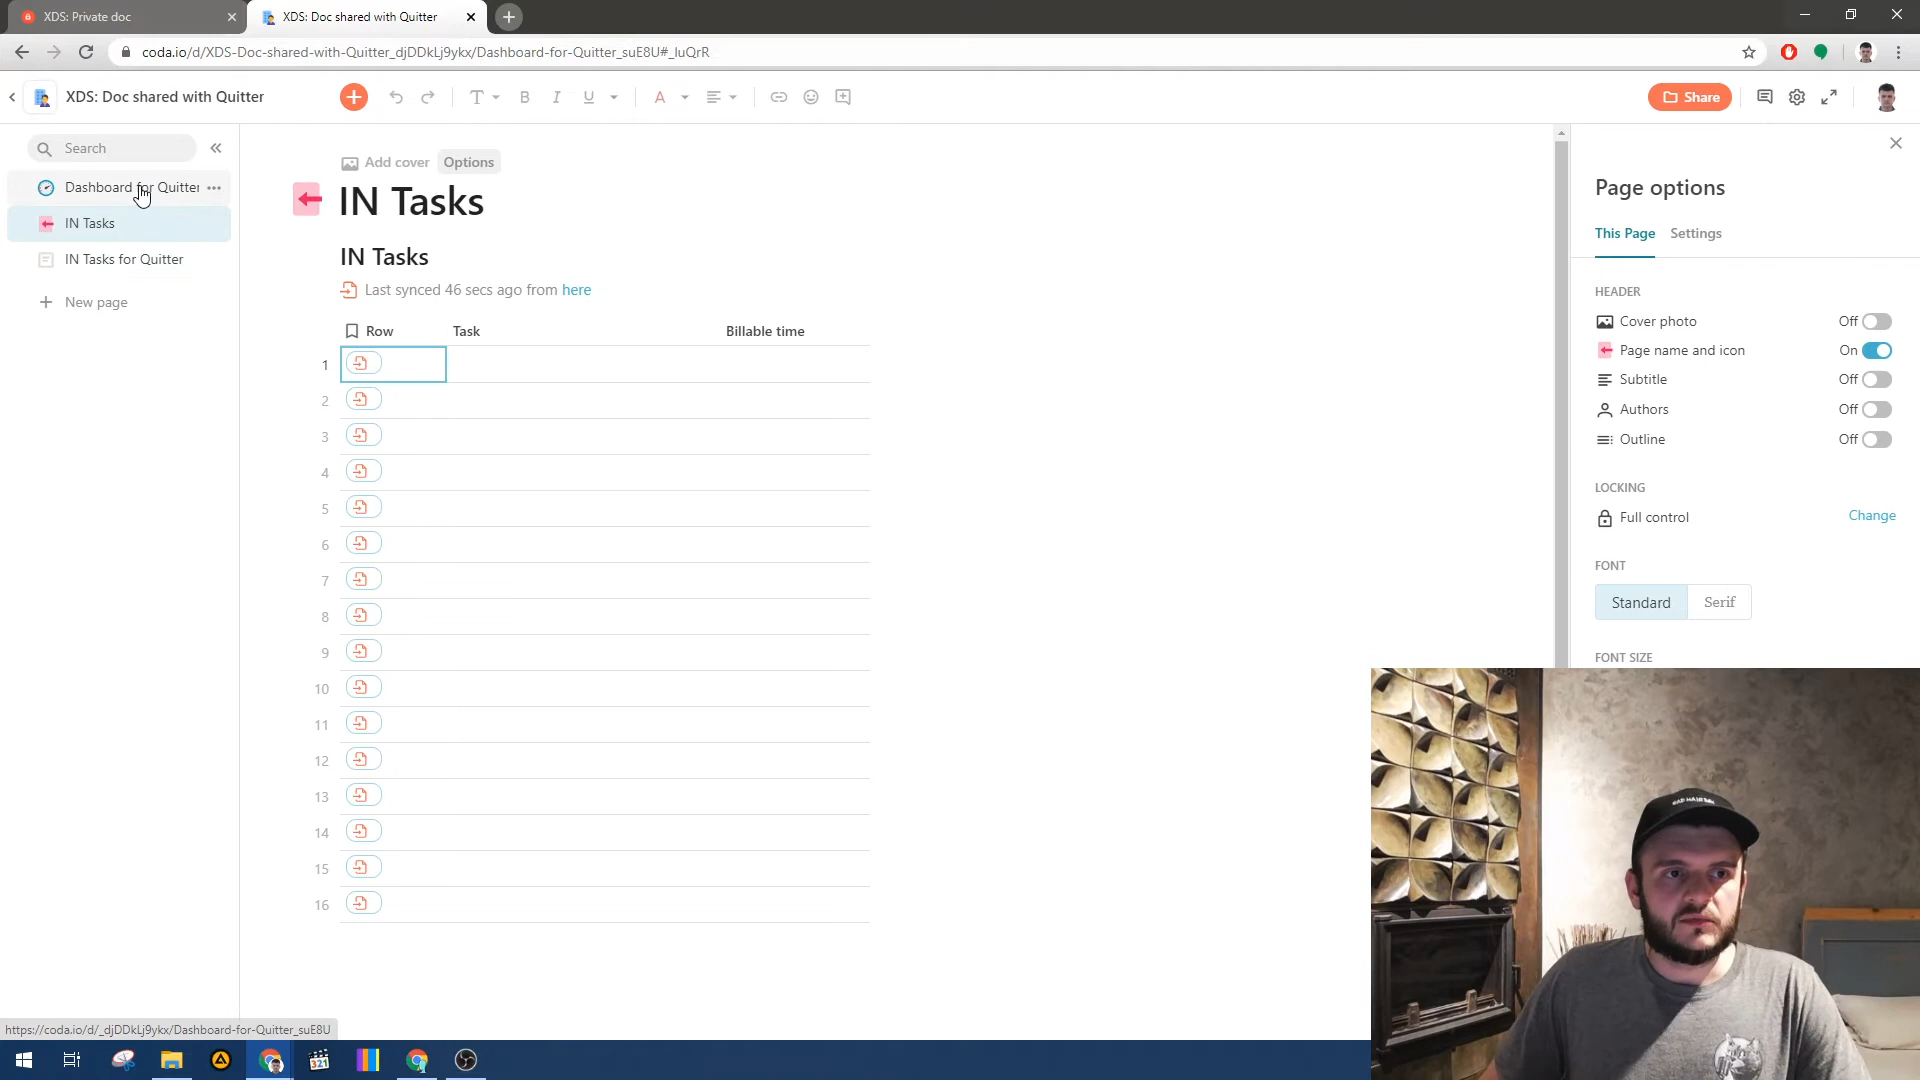 XDS: Private doc
XDS: Doc shared with Quitter
coda.io/d/XDS-Doc-shared-with-Quitter_djDDkLj9ykx/Dashboard-for-Quitter_suE8U#_luQrR
XDS: Doc shared with Quitter
T
B
I
U
A
Share
Search
Dashboard for Quitter
IN Tasks
IN Tasks for Quitter
New page
Add cover
Options
IN Tasks
IN Tasks
Last synced 46 secs ago from here
Row
Task
Billable time
1
2
3
4
5
6
7
8
9
10
11
12
13
14
15
16
Page options
This Page
Settings
HEADER
Cover photo
Off
Page name and icon
On
Subtitle
Off
Authors
Off
Outline
Off
LOCKING
Full control
Change
FONT
Standard
Serif
FONT SIZE
https://coda.io/d/_djDDkLj9ykx/Dashboard-for-Quitter_suE8U
321